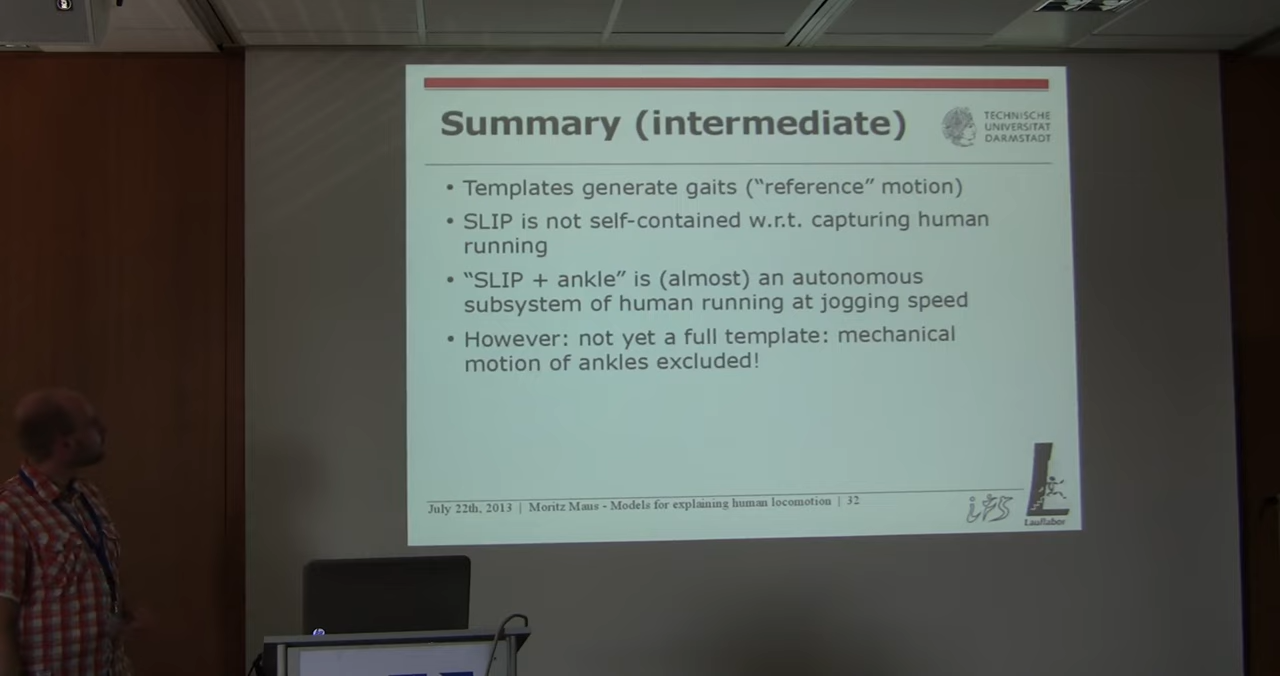 Summary (intermediate)
TECHNISCHE
UNIVERSITÄT
DARMSTADT
• Templates generate gaits (“reference” motion)
• SLIP is not self-contained w.r.t. capturing human
running
• “SLIP + ankle” is (almost) an autonomous
subsystem of human running at jogging speed
• However: not yet a full template: mechanical
motion of ankles excluded!
July 22th, 2013 | Moritz Maus - Models for explaining human locomotion | 32
Lauflabor
hp